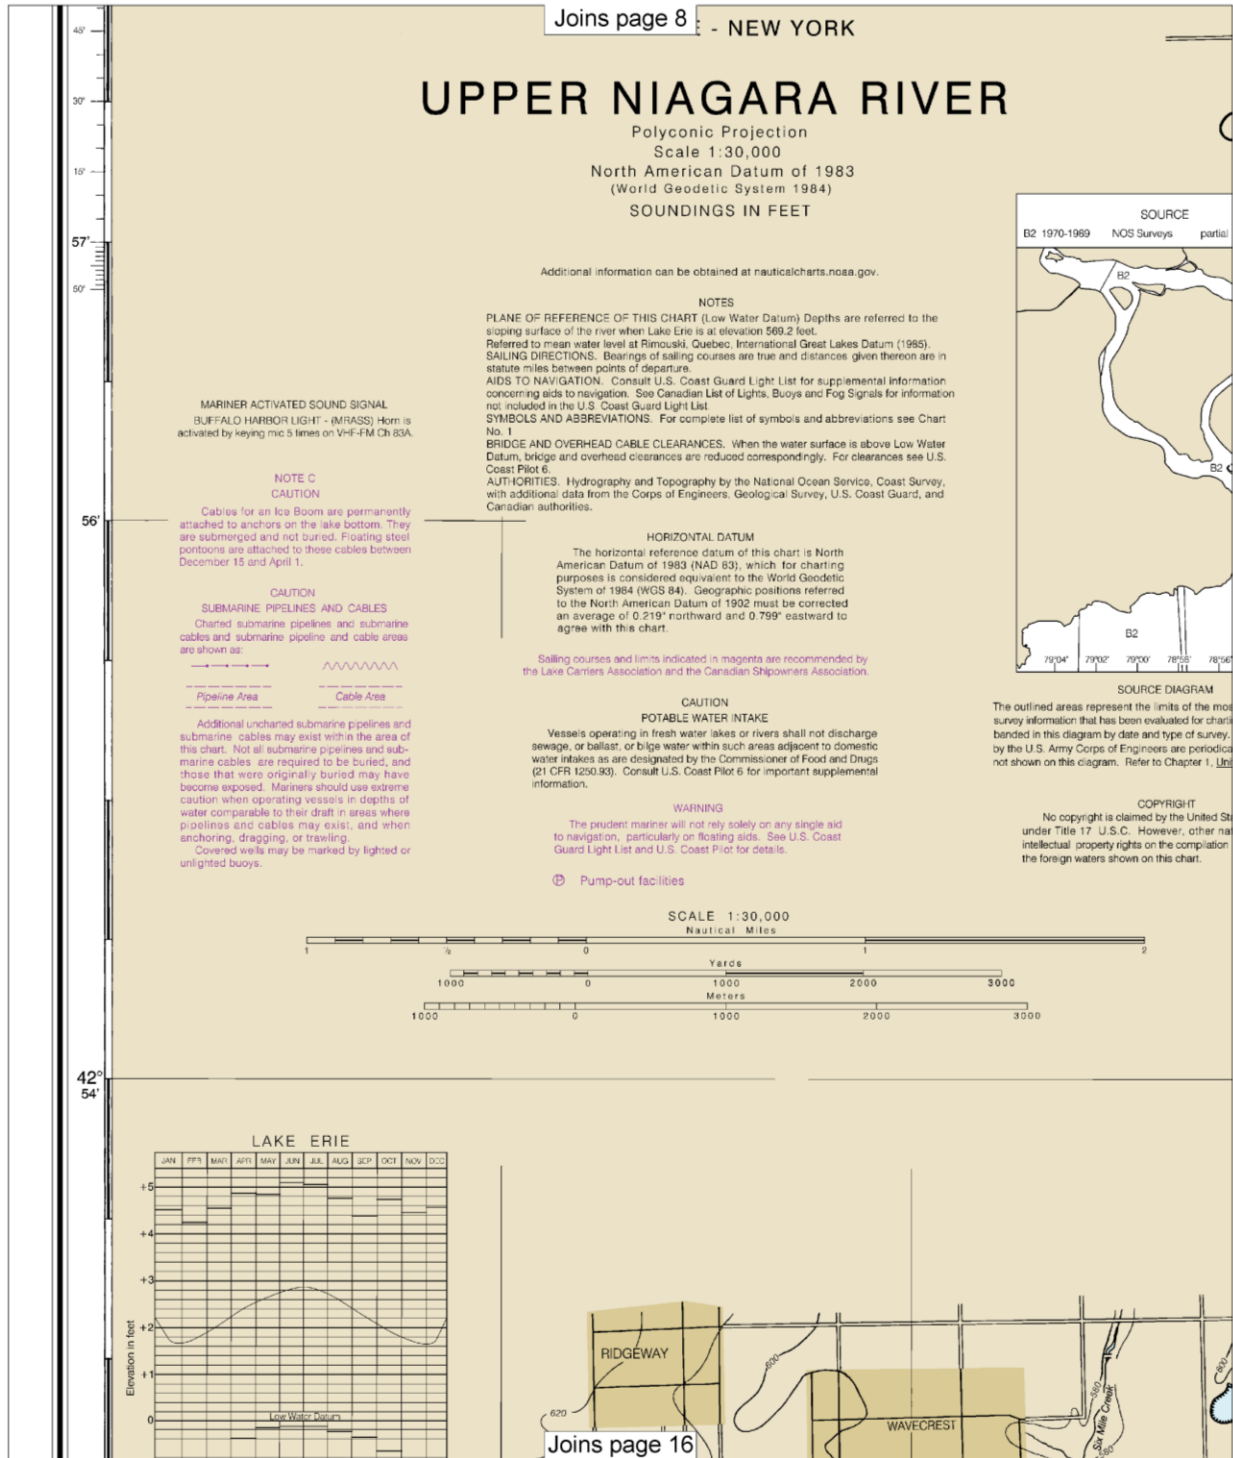 Joins page 8
- NEW YORK
UPPER NIAGARA RIVER
Polyconic Projection
Scale 1:30,000
North American Datum of 1983
(World Geodetic System 1984)
SOUNDINGS IN FEET
Additional information can be obtained at nauticalcharts.noaa.gov.
NOTES
PLANE OF REFERENCE OF THIS CHART (Low Water Datum) Depths are referred to the
sloping surface of the river when Lake Erie is at elevation 569.2 feet.
Referred to mean water level at Rimouski, Quebec, International Great Lakes Datum (1985).
SAILING DIRECTIONS. Bearings of sailing courses are true and distances given thereon are in
statute miles between points of departure.
AIDS TO NAVIGATION. Consult U.S. Coast Guard Light List for supplemental information
concerning aids to navigation. See Canadian List of Lights, Buoys and Fog Signals for information
not included in the U.S. Coast Guard Light List.
SYMBOLS AND ABBREVIATIONS. For complete list of symbols and abbreviations see Chart
No. 1
BRIDGE AND OVERHEAD CABLE CLEARANCES. When the water surface is above Low Water
Datum, bridge and overhead clearances are reduced correspondingly. For clearances see U.S.
Coast Pilot 6.
AUTHORITIES. Hydrography and Topography by the National Ocean Service, Coast Survey,
with additional data from the Corps of Engineers, Geological Survey, U.S. Coast Guard, and
Canadian authorities.
MARINER ACTIVATED SOUND SIGNAL
BUFFALO HARBOR LIGHT - (MRASS) Horn is
activated by keying mic 5 times on VHF-FM Ch 83A.
NOTE C
CAUTION
Cables for an Ice Boom are permanently
attached to anchors on the lake bottom. They
are submerged and not buried. Floating steel
pontoons are attached to these cables between
December 15 and April 1.
CAUTION
SUBMARINE PIPELINES AND CABLES
Charted submarine pipelines and submarine
cables and submarine pipeline and cable areas
are shown as:
Pipeline Area
Cable Area
Additional uncharted submarine pipelines and
submarine cables may exist within the area of
this chart. Not all submarine pipelines and sub-
marine cables are required to be buried, and
those that were originally buried may have
become exposed. Mariners should use extreme
caution when operating vessels in depths of
water comparable to their draft in areas where
pipelines and cables may exist, and when
anchoring, dragging, or trawling.
Covered wells may be marked by lighted or
unlighted buoys.
HORIZONTAL DATUM
The horizontal reference datum of this chart is North
American Datum of 1983 (NAD 83), which for charting
purposes is considered equivalent to the World Geodetic
System of 1984 (WGS 84). Geographic positions referred
to the North American Datum of 1902 must be corrected
an average of 0.219" northward and 0.799" eastward to
agree with this chart.
Sailing courses and limits indicated in magenta are recommended by
the Lake Carriers Association and the Canadian Shipowners Association.
CAUTION
POTABLE WATER INTAKE
Vessels operating in fresh water lakes or rivers shall not discharge
sewage, or ballast, or bilge water within such areas adjacent to domestic
water intakes as are designated by the Commissioner of Food and Drugs
(21 CFR 1250.93). Consult U.S. Coast Pilot 6 for important supplemental
information.
WARNING
The prudent mariner will not rely solely on any single aid
to navigation, particularly on floating aids. See U.S. Coast
Guard Light List and U.S. Coast Pilot for details.
P Pump-out facilities
SOURCE
B2 1970-1989 NOS Surveys partial
B2
B2
B2
79°04' 79°02' 79°00' 78°58' 78°56'
SOURCE DIAGRAM
The outlined areas represent the limits of the mos
survey information that has been evaluated for charti
banded in this diagram by date and type of survey.
by the U.S. Army Corps of Engineers are periodica
not shown on this diagram. Refer to Chapter 1, Uni
COPYRIGHT
No copyright is claimed by the United Sta
under Title 17 U.S.C. However, other nat
intellectual property rights on the compilation
the foreign waters shown on this chart.
SCALE 1:30,000
Nautical Miles
1 ½ 0 1 2
Yards
1000 0 1000 2000 3000
Meters
1000 0 1000 2000 3000
45'
30'
15'
57'
50'
56'
42°
54'
LAKE ERIE
JAN FEB MAR APR MAY JUN JUL AUG SEP OCT NOV DEC
+5
+4
+3
+2
+1
0
Elevation in feet
Low Water Datum
RIDGEWAY
620
600
WAVECREST
580
Six Mile Creek
580
600
Joins page 16